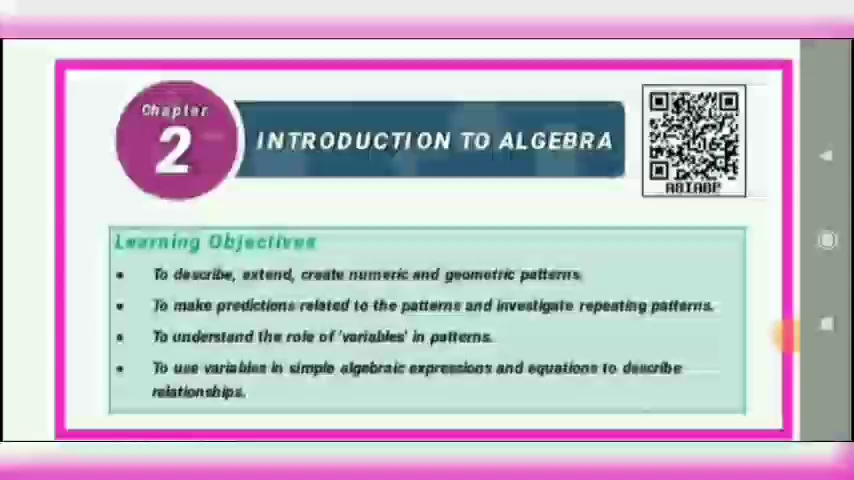 Chapter
2
INTRODUCTION TO ALGEBRA
Learning Objectives
• To describe, extend, create numeric and geometric patterns.
• To make predictions related to the patterns and investigate repeating patterns.
• To understand the role of 'variables' in patterns.
• To use variables in simple algebraic expressions and equations to describe
relationships.